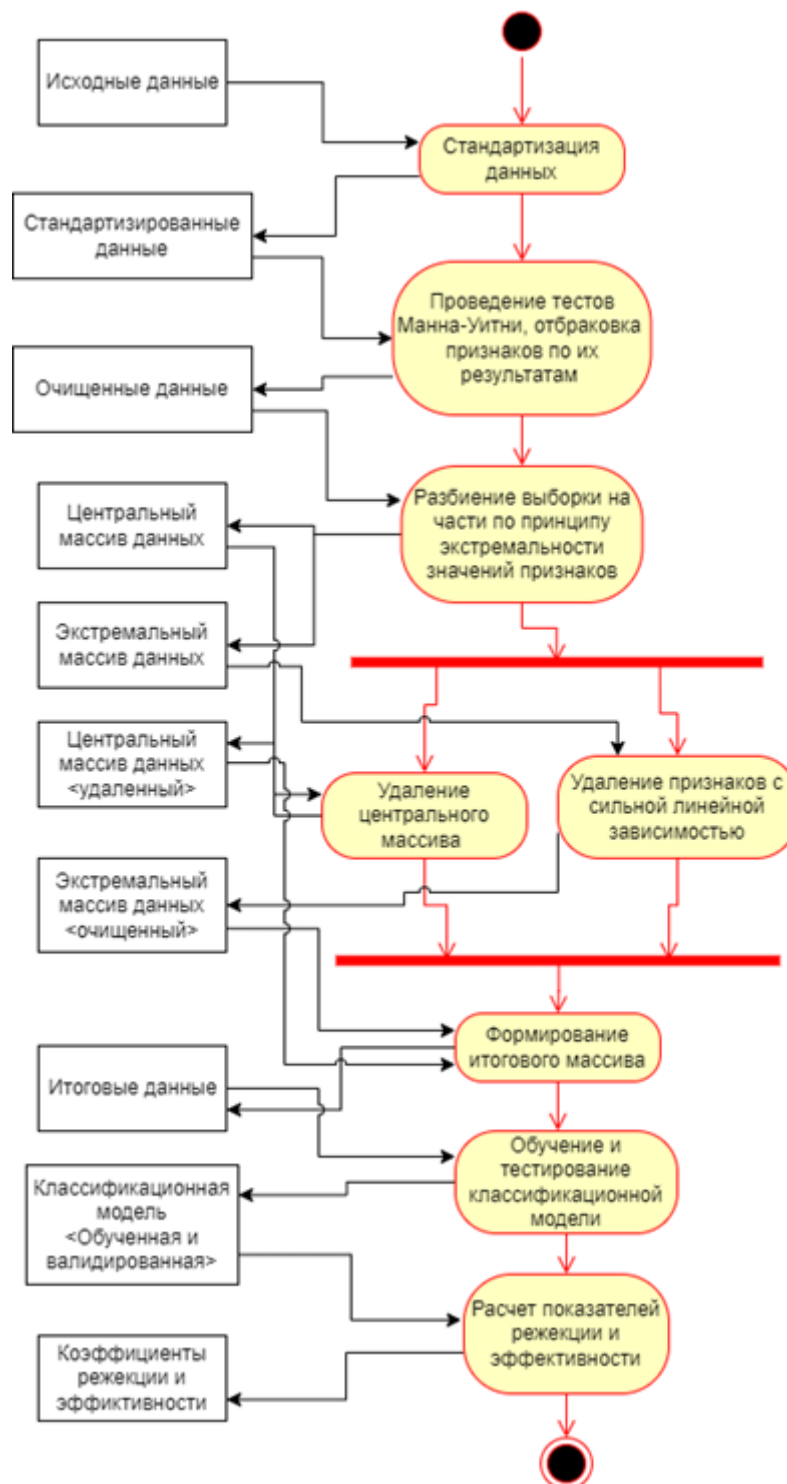 Исходные данные
Стандартизация
данных
Стандартизированные
данные
Проведение тестов
Манна-Уитни, отбраковка
признаков по их
результатам
Очищенные данные
Разбиение выборки на
части по принципу
экстремальности
значений признаков
Центральный
массив данных
Экстремальный
массив данных
Центральный
массив данных
<удаленный>
Удаление
центрального
массива
Удаление признаков с
сильной линейной
зависимостью
Экстремальный
массив данных
<очищенный>
Формирование
итогового массива
Итоговые данные
Обучение и
тестирование
классификационной
модели
Классификационная
модель
<Обученная и
валидированная>
Расчет показателей
режекции и
эффективности
Коэффициенты
режекции и
эффиктивности